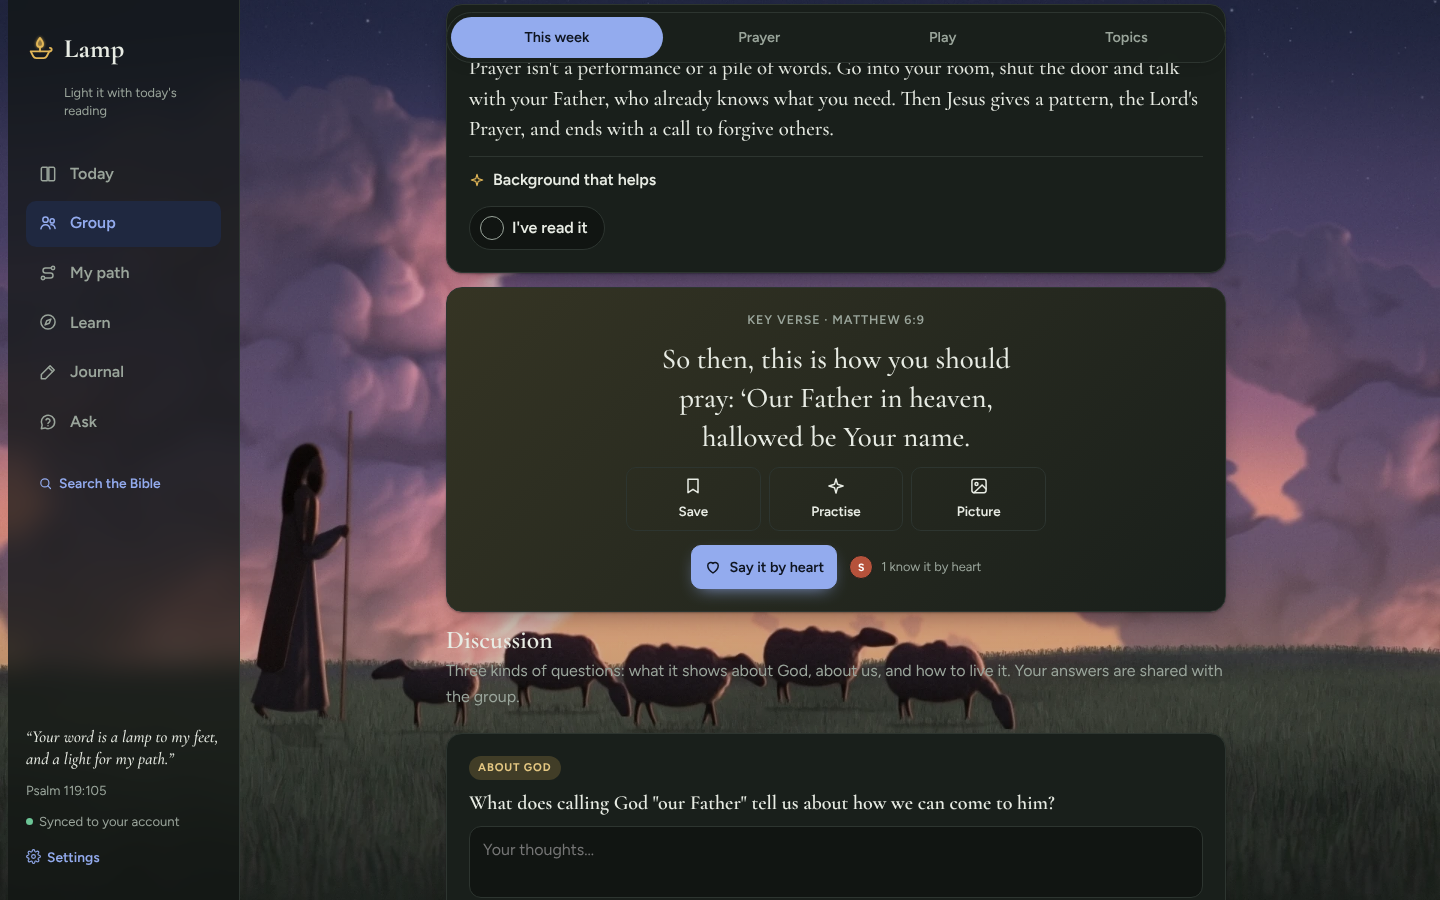 Lamp
Light it with today's
reading
Today
Group
My path
Learn
Journal
Ask
Search the Bible
“Your word is a lamp to my feet,
and a light for my path.”
Psalm 119:105
Synced to your account
Settings
This week
Prayer
Play
Topics
Prayer isn't a performance or a pile of words. Go into your room, shut the door and talk
with your Father, who already knows what you need. Then Jesus gives a pattern, the Lord's
Prayer, and ends with a call to forgive others.
Background that helps
I've read it
KEY VERSE · MATTHEW 6:9
So then, this is how you should
pray: ‘Our Father in heaven,
hallowed be Your name.
Save
Practise
Picture
Say it by heart
S
1 know it by heart
Discussion
Three kinds of questions: what it shows about God, about us, and how to live it. Your answers are shared with
the group.
ABOUT GOD
What does calling God "our Father" tell us about how we can come to him?
Your thoughts...